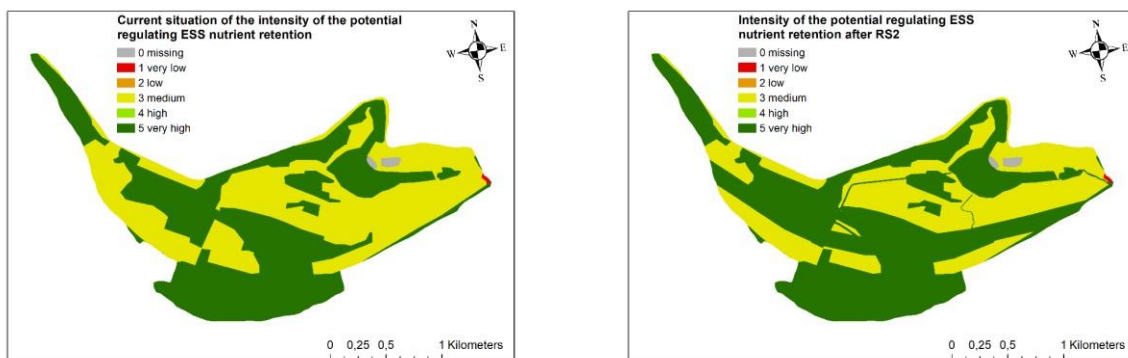 Current situation of the intensity of the potential
regulating ESS nutrient retention
0 missing
1 very low
2 low
3 medium
4 high
5 very high
N
W E
S
0 0,25 0,5 1 Kilometers
Intensity of the potential regulating ESS
nutrient retention after RS2
0 missing
1 very low
2 low
3 medium
4 high
5 very high
N
W E
S
0 0,25 0,5 1 Kilometers